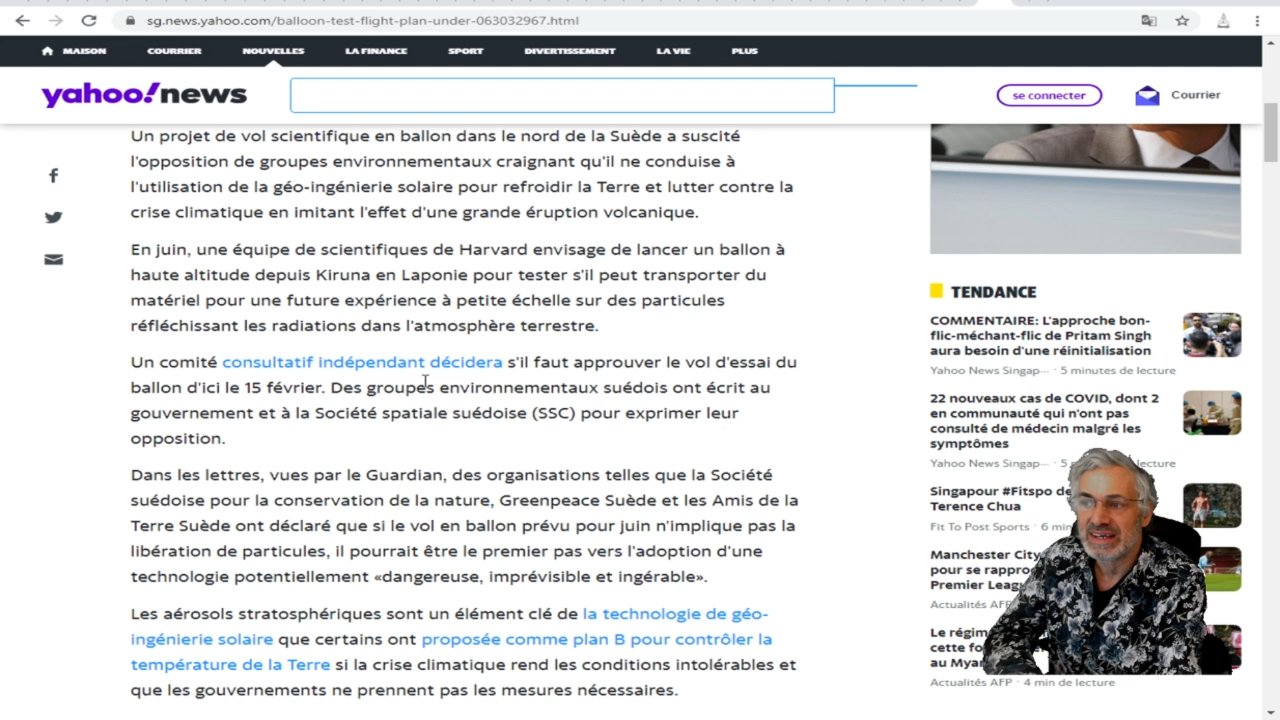 sg.news.yahoo.com/balloon-test-flight-plan-under-063032967.html
MAISON COURRIER NOUVELLES LA FINANCE SPORT DIVERTISSEMENT LA VIE PLUS
yahoo!news
se connecter
Courrier
Un projet de vol scientifique en ballon dans le nord de la Suède a suscité
l'opposition de groupes environnementaux craignant qu'il ne conduise à
l'utilisation de la géo-ingénierie solaire pour refroidir la Terre et lutter contre la
crise climatique en imitant l'effet d'une grande éruption volcanique.
En juin, une équipe de scientifiques de Harvard envisage de lancer un ballon à
haute altitude depuis Kiruna en Laponie pour tester s'il peut transporter du
matériel pour une future expérience à petite échelle sur des particules
réfléchissant les radiations dans l'atmosphère terrestre.
Un comité consultatif indépendant décidera s'il faut approuver le vol d'essai du
ballon d'ici le 15 février. Des groupes environnementaux suédois ont écrit au
gouvernement et à la Société spatiale suédoise (SSC) pour exprimer leur
opposition.
Dans les lettres, vues par le Guardian, des organisations telles que la Société
suédoise pour la conservation de la nature, Greenpeace Suède et les Amis de la
Terre Suède ont déclaré que si le vol en ballon prévu pour juin n'implique pas la
libération de particules, il pourrait être le premier pas vers l'adoption d'une
technologie potentiellement «dangereuse, imprévisible et ingérable».
Les aérosols stratosphériques sont un élément clé de la technologie de géo-
ingénierie solaire que certains ont proposée comme plan B pour contrôler la
température de la Terre si la crise climatique rend les conditions intolérables et
que les gouvernements ne prennent pas les mesures nécessaires.
TENDANCE
COMMENTAIRE: L'approche bon-
flic-méchant-flic de Pritam Singh
aura besoin d'une réinitialisation
Yahoo News Singap... · 5 minutes de lecture
22 nouveaux cas de COVID, dont 2
en communauté qui n'ont pas
consulté de médecin malgré les
symptômes
Yahoo News Singap... · 5 lecture
Singapour #Fitspo de
Terence Chua
Fit To Post Sports · 6 min
Manchester City
pour se rappro
Premier Leag
Actualités AFP
Le régim
cette fo
au Myan
Actualités AFP · 4 min de lecture